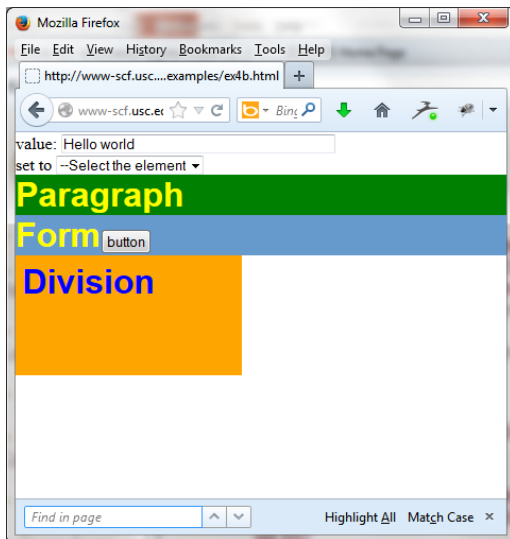 Mozilla Firefox
File Edit View History Bookmarks Tools Help
http://www-scf.usc....examples/ex4b.html +
www-scf.usc.ec Bing
value: Hello world
set to --Select the element
Paragraph
Form button
Division
Find in page Highlight All Match Case ×